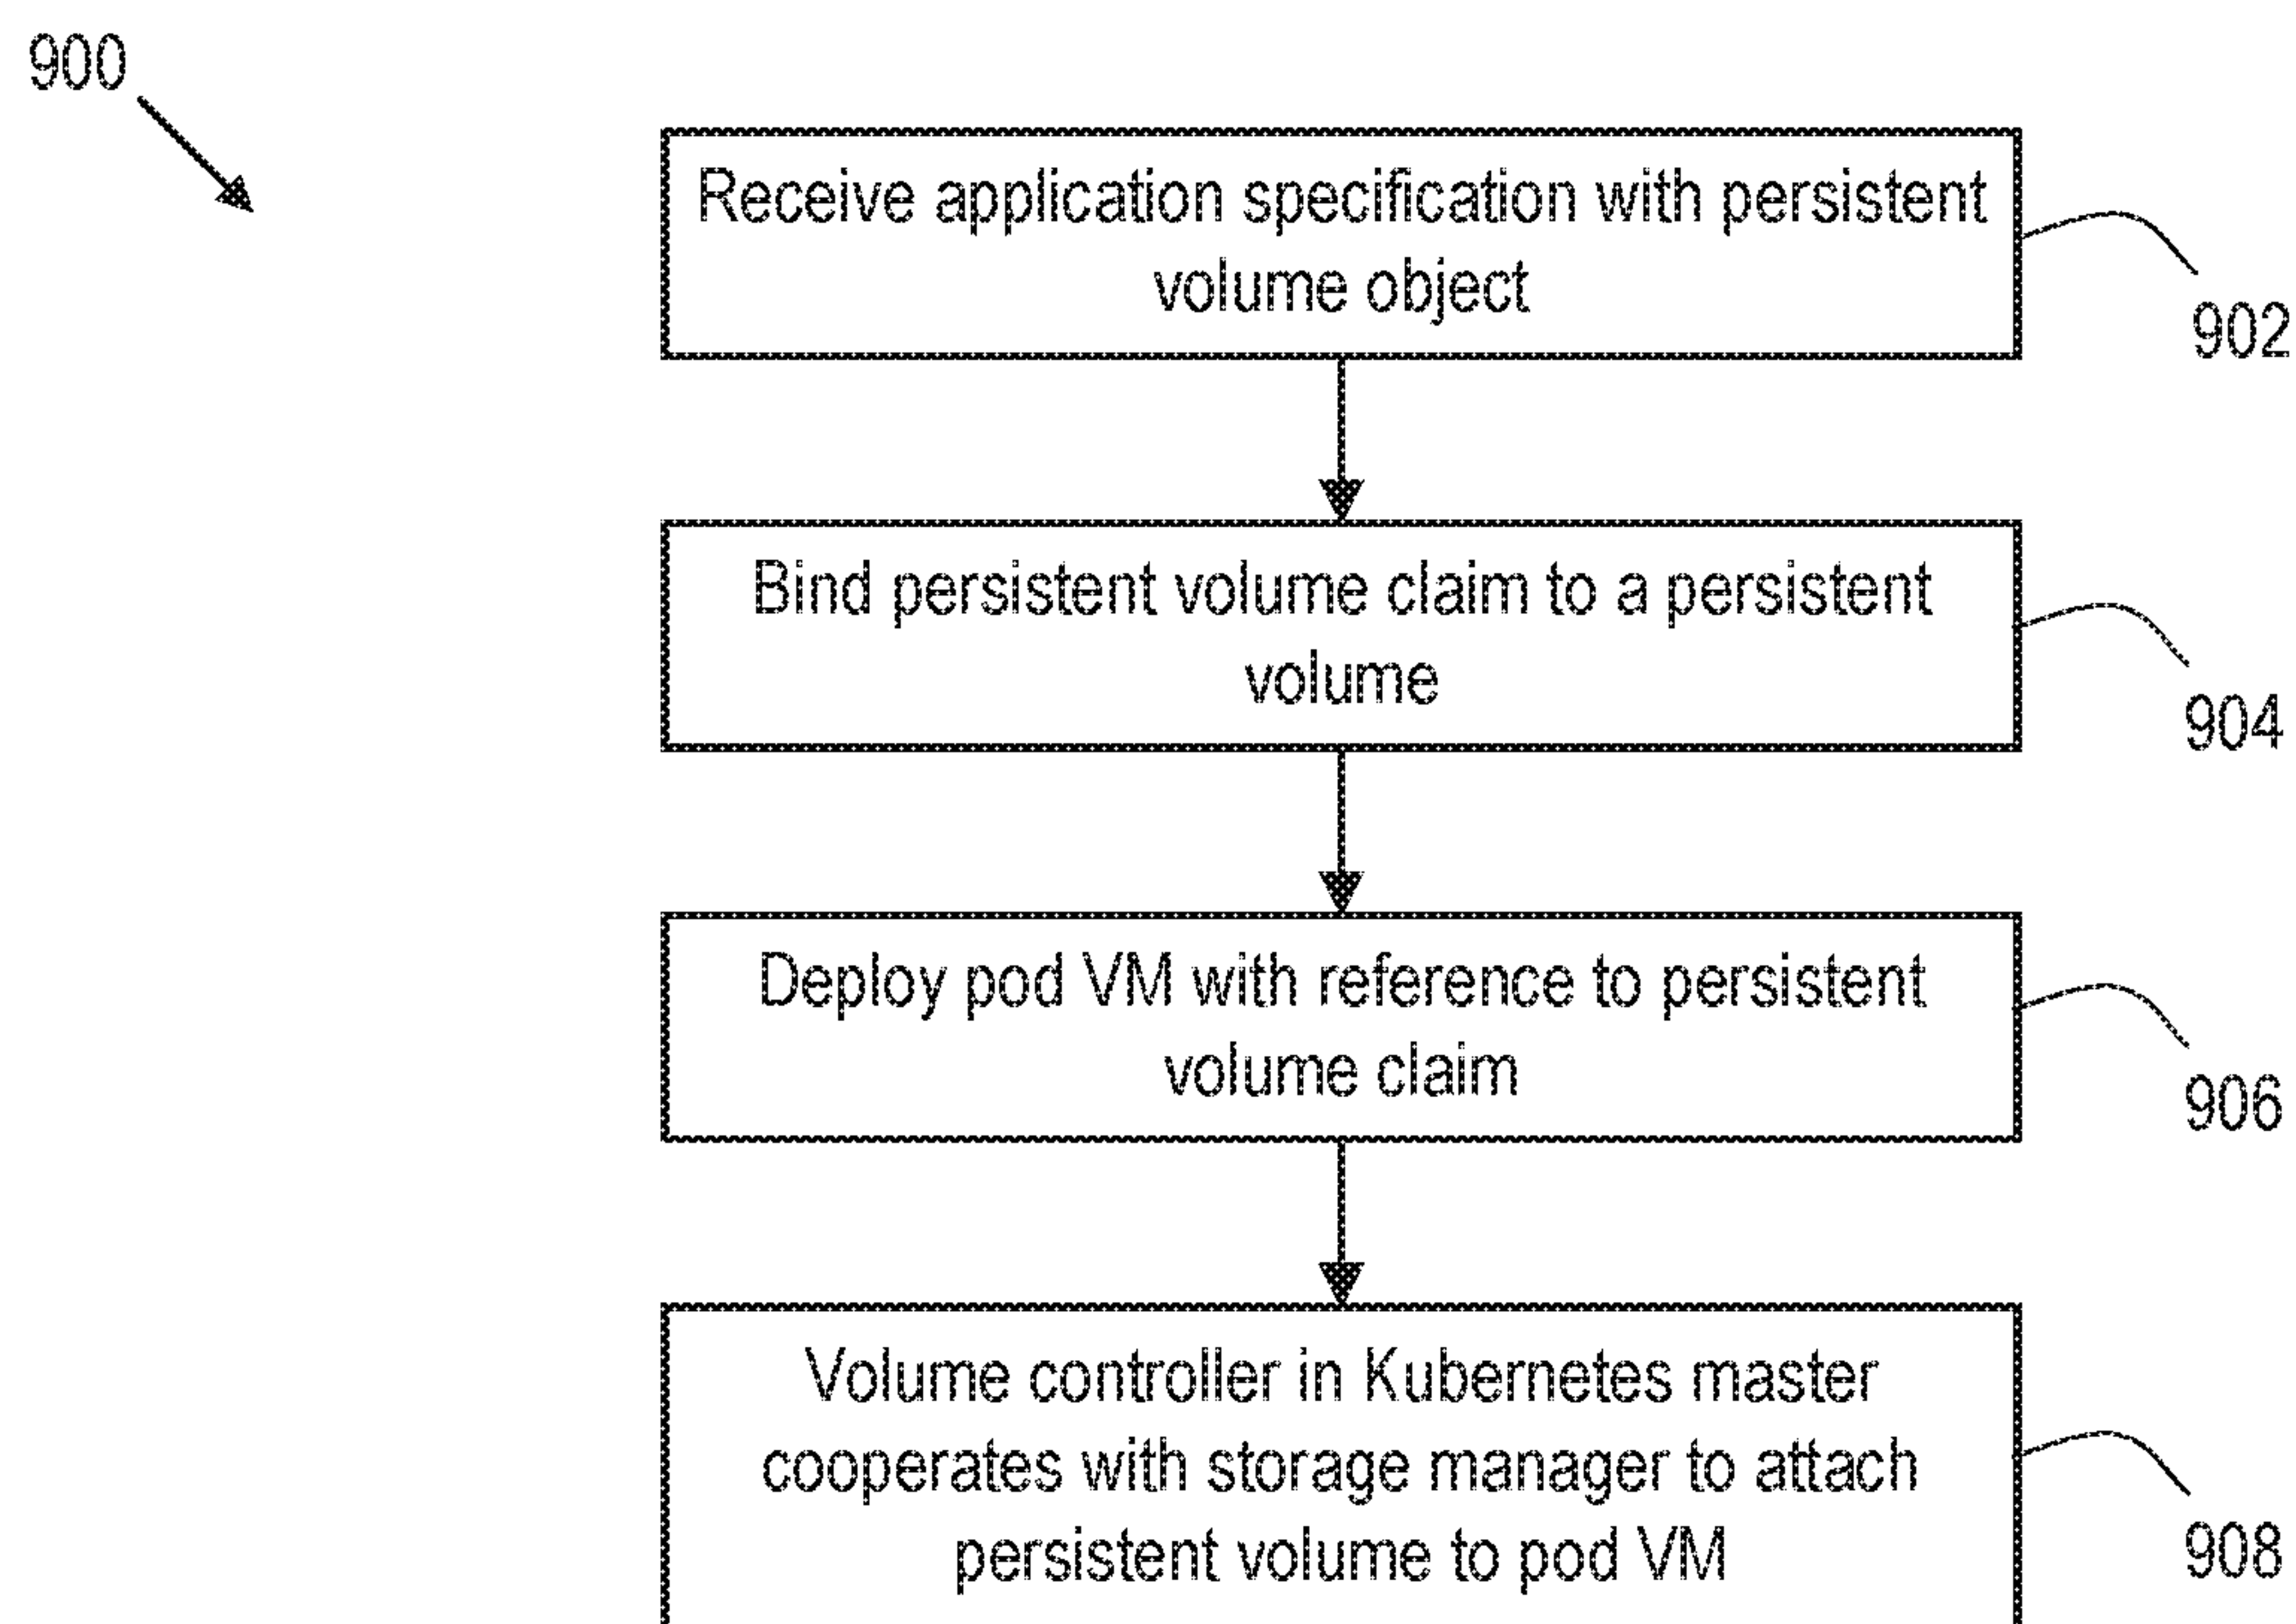 900
Receive application specification with persistent
volume object
902
Bind persistent volume claim to a persistent
volume
904
Deploy pod VM with reference to persistent
volume claim
906
Volume controller in Kubernetes master
cooperates with storage manager to attach
persistent volume to pod VM
908